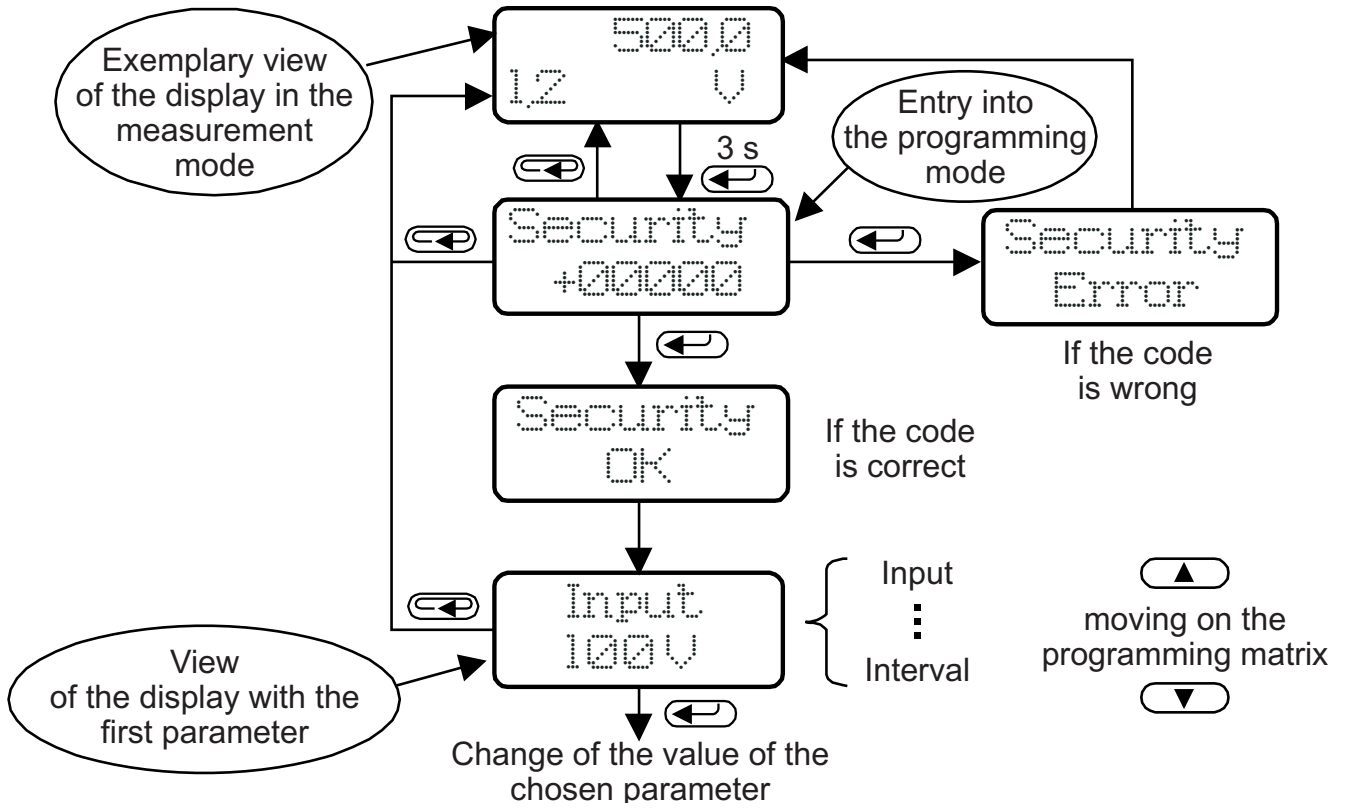 Exemplary view
of the display in the
measurement
mode
500,0
1,2 V
Entry into
the programming
mode
3 s
Security
+00000
Security
Error
If the code
is wrong
Security
OK
If the code
is correct
Input
100 V
View
of the display with the
first parameter
Input
Interval
moving on the
programming matrix
Change of the value of the
chosen parameter